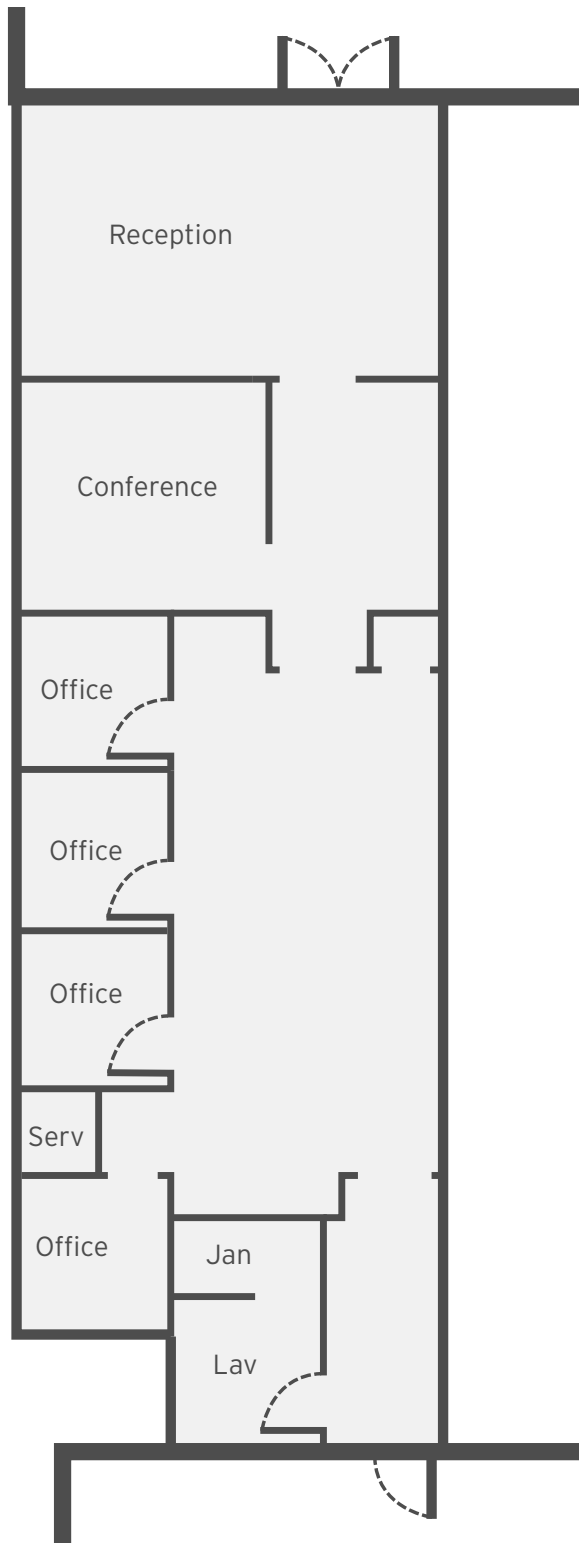 Reception
Conference
Office
Office
Office
Serv
Office
Jan
Lav